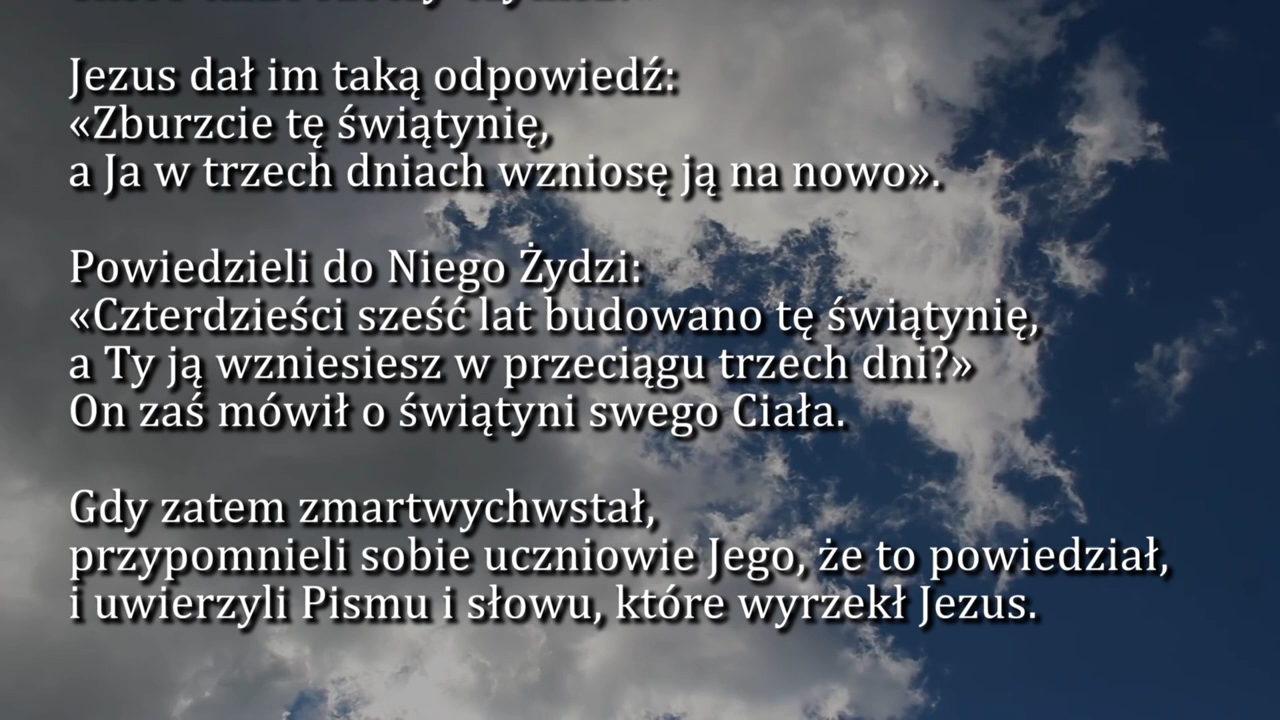 Jezus dał im taką odpowiedź:
«Zburzcie tę świątynię,
a Ja w trzech dniach wzniosę ją na nowo».
Powiedzieli do Niego Żydzi:
«Czterdzieści sześć lat budowano tę świątynię,
a Ty ją wzniesiesz w przeciągu trzech dni?»
On zaś mówił o świątyni swego Ciała.
Gdy zatem zmartwychwstał,
przypomnieli sobie uczniowie Jego, że to powiedział,
i uwierzyli Pismu i słowu, które wyrzekł Jezus.